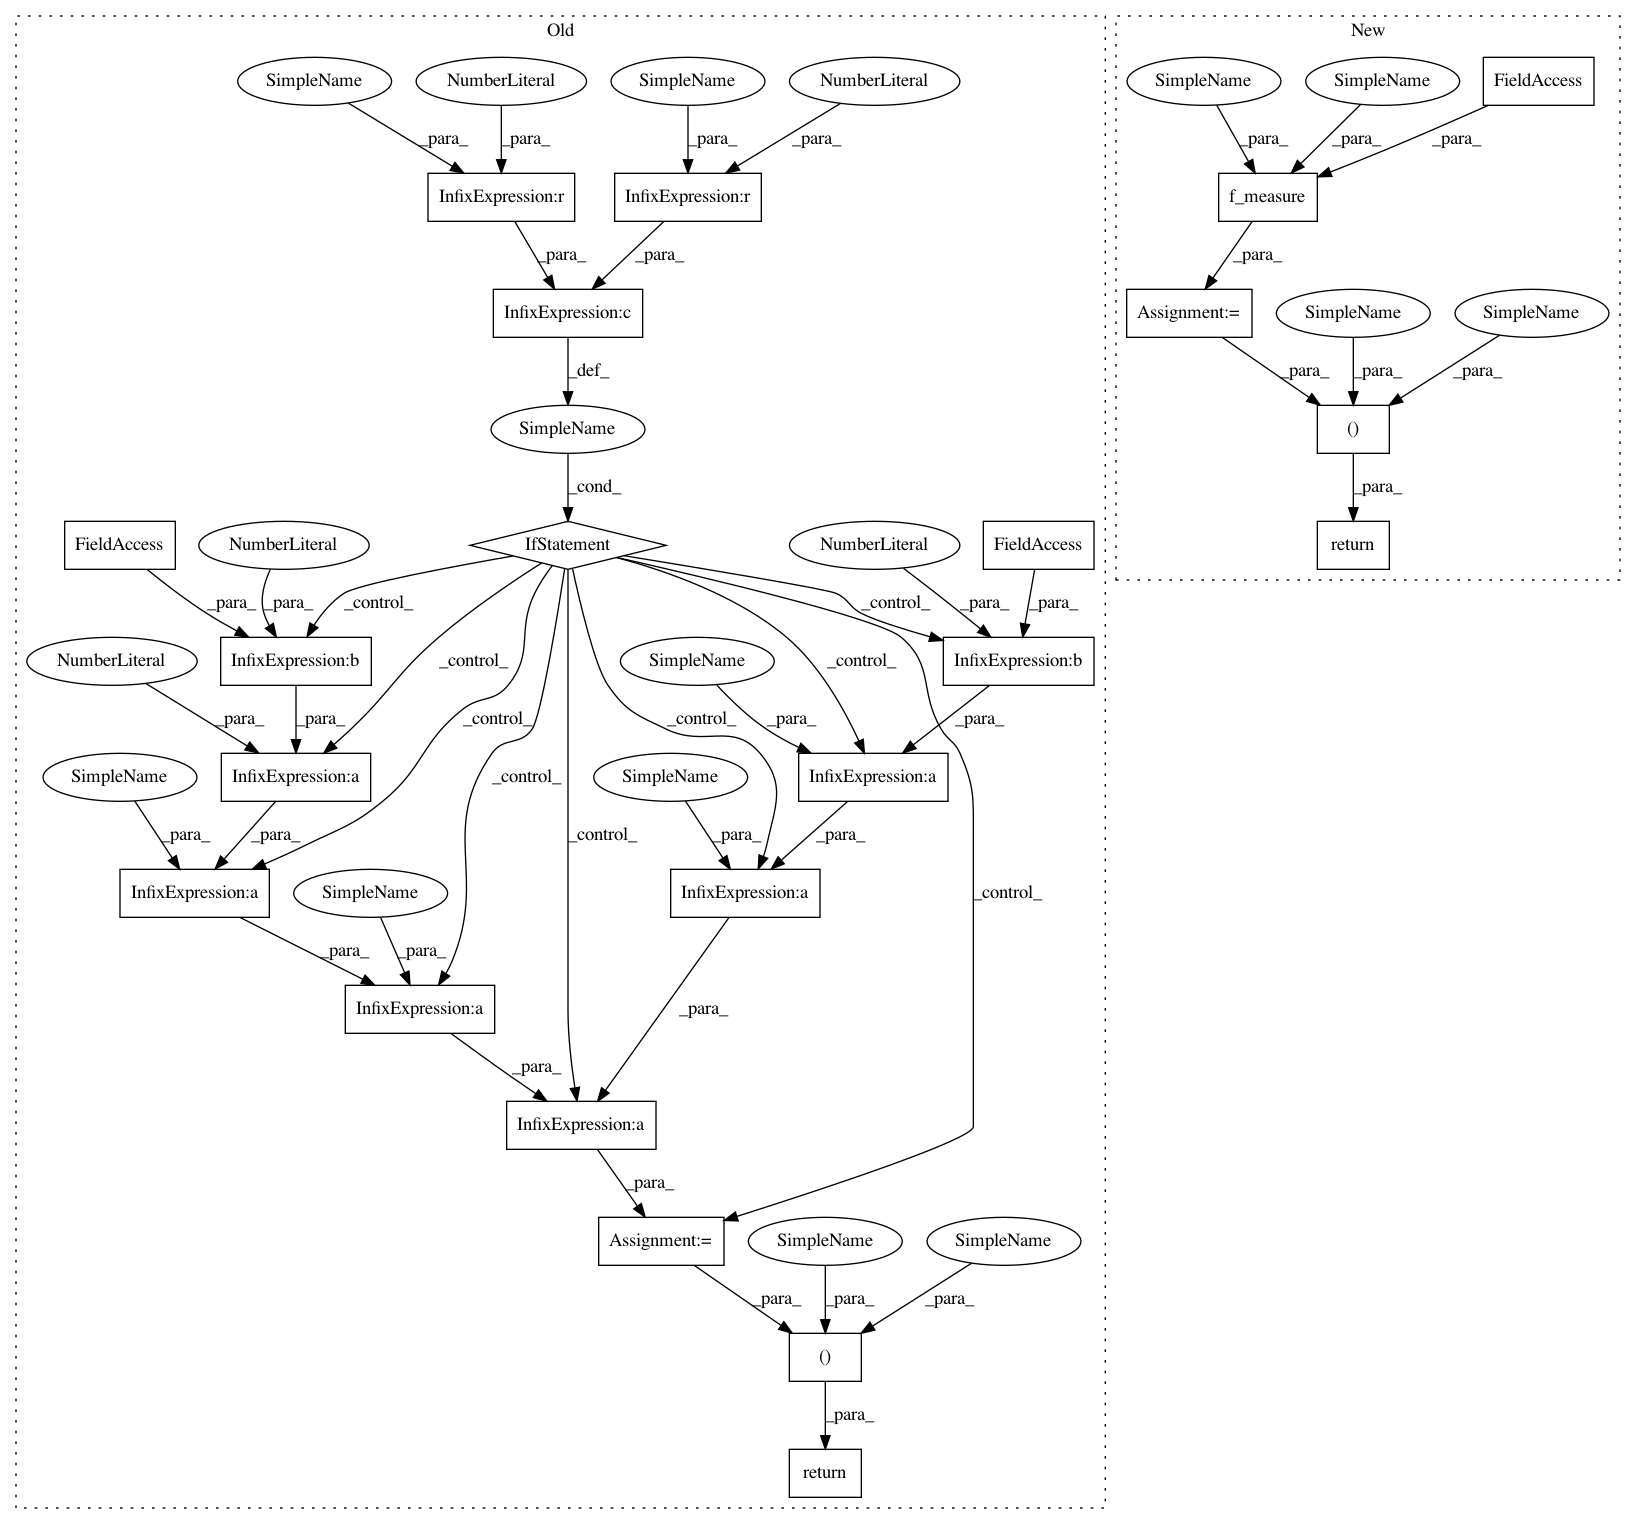 Old
New
SimpleName
NumberLiteral
SimpleName
NumberLiteral
SimpleName
SimpleName
FieldAccess
_para_
_para_
_para_
_para_
_para_
_para_
_para_
InfixExpression:r
InfixExpression:r
f_measure
_para_
_para_
_para_
InfixExpression:c
Assignment:=
SimpleName
SimpleName
_def_
_para_
_para_
_para_
SimpleName
()
_cond_
_para_
FieldAccess
NumberLiteral
IfStatement
NumberLiteral
FieldAccess
return
_para_
_para_
_control_
_control_
_para_
_para_
NumberLiteral
InfixExpression:b
_control_
SimpleName
_control_
InfixExpression:b
_para_
_para_
_control_
_control_
_para_
_para_
SimpleName
InfixExpression:a
_control_
SimpleName
InfixExpression:a
_para_
_para_
_control_
_para_
_para_
InfixExpression:a
SimpleName
InfixExpression:a
_control_
_para_
_para_
InfixExpression:a
_para_
_para_
InfixExpression:a
_para_
Assignment:=
SimpleName
SimpleName
_para_
_para_
_para_
()
_para_
return